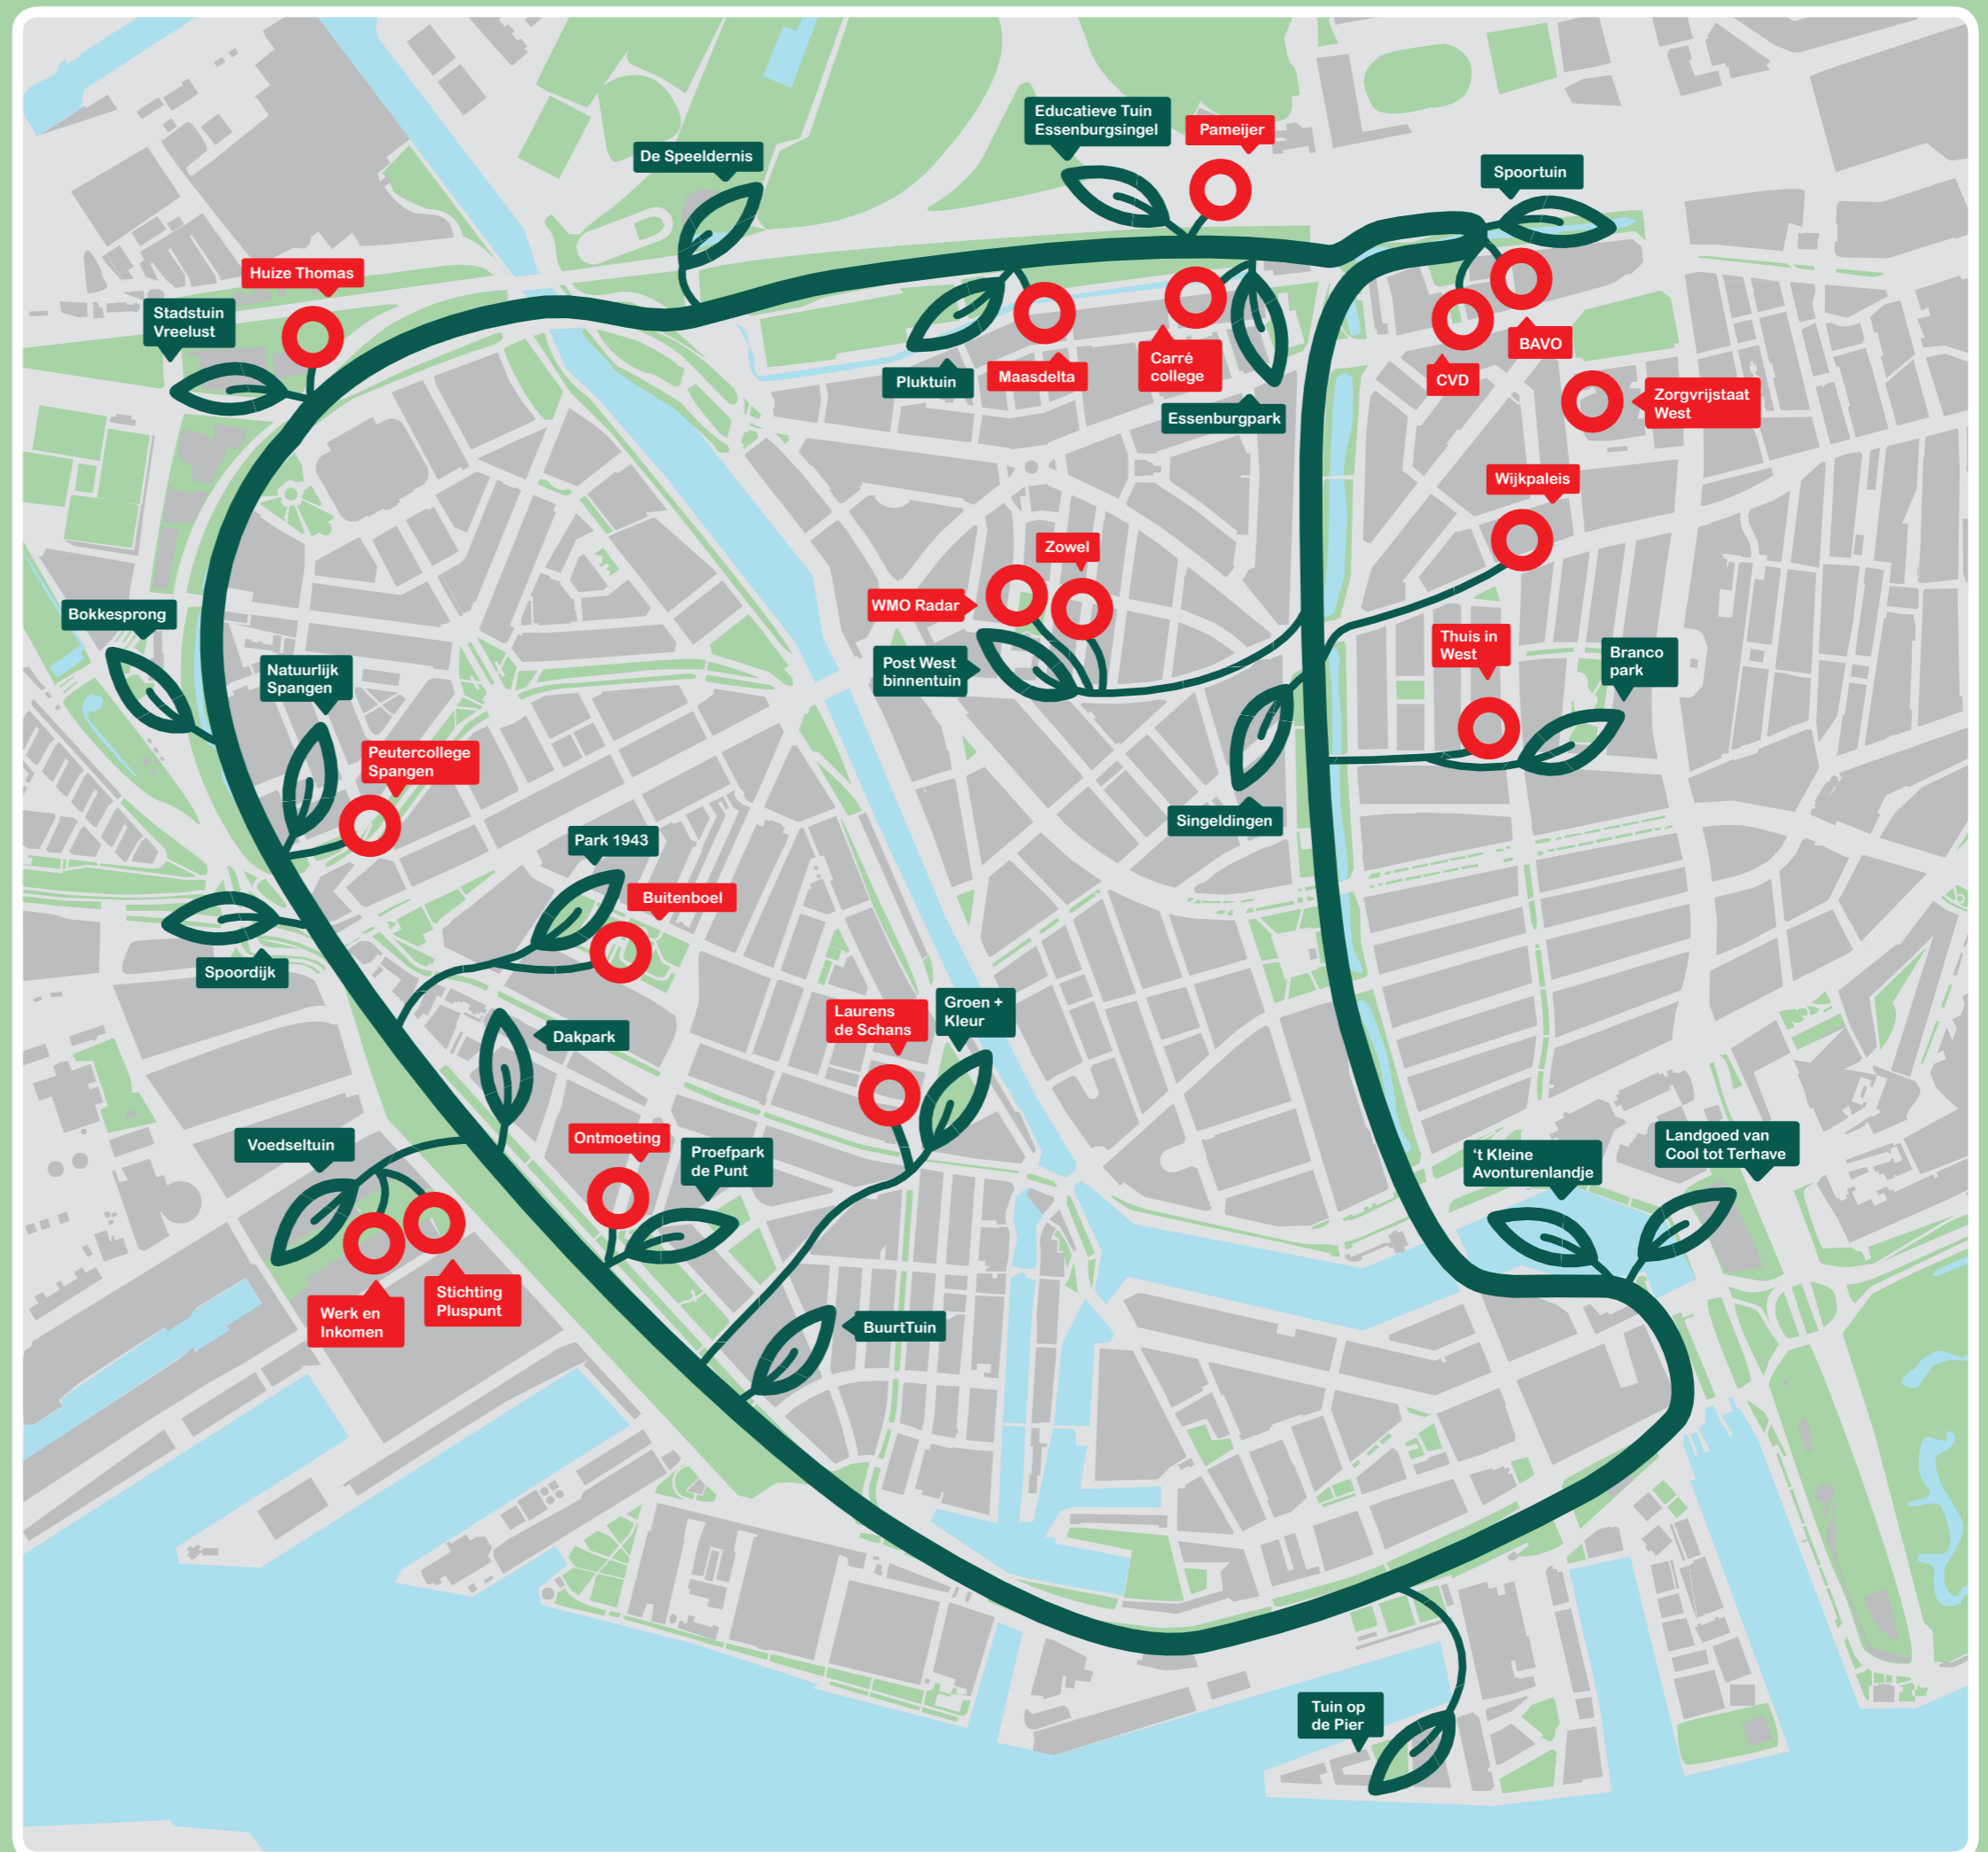 Educatieve Tuin
Essenburgsingel
Pameijer
De Speeldernis
Spoortuin
Huize Thomas
Stadstuin
Vreelust
Pluktuin
Maasdelta
Carré
college
Essenburgpark
BAVO
CVD
Zorgvrijstaat
West
Wijkpaleis
Zowel
WMO Radar
Post West
binnentuin
Bokkesprong
Natuurlijk
Spangen
Thuis in
West
Branco
park
Peutercollege
Spangen
Singeldingen
Park 1943
Buitenboel
Spoordijk
Laurens
de Schans
Groen +
Kleur
Dakpark
Voedseltuin
Ontmoeting
Proefpark
de Punt
‘t Kleine
Avonturenlandje
Landgoed van
Cool tot Terhave
Werk en
Inkomen
Stichting
Pluspunt
BuurtTuin
Tuin op
de Pier